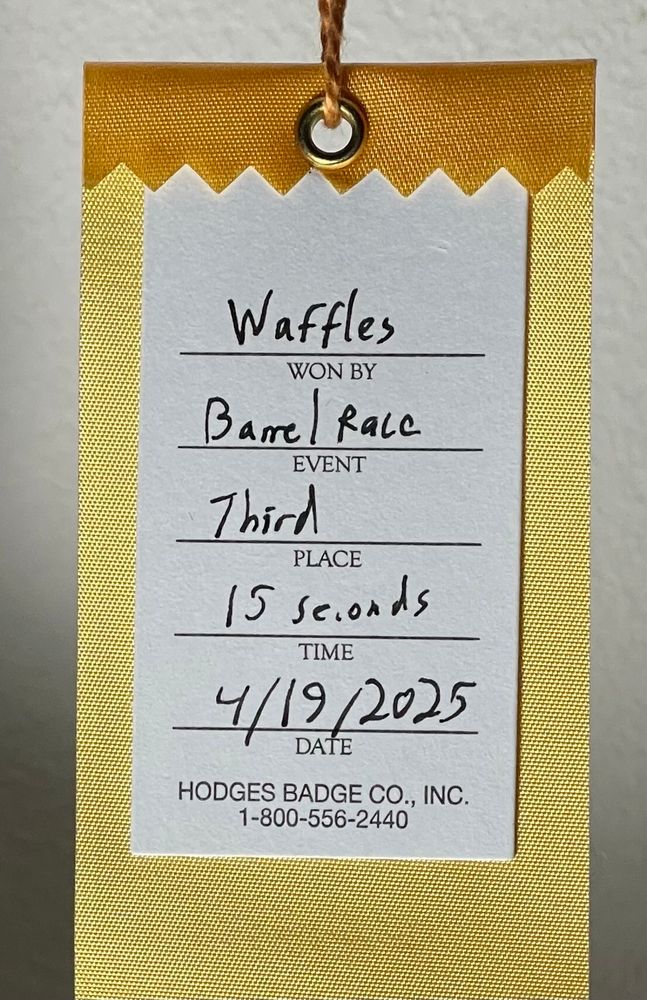 Waffles
WON BY
Barrel Race
EVENT
Third
PLACE
15 seconds
TIME
4/19/2025
DATE
HODGES BADGE CO., INC.
1-800-556-2440